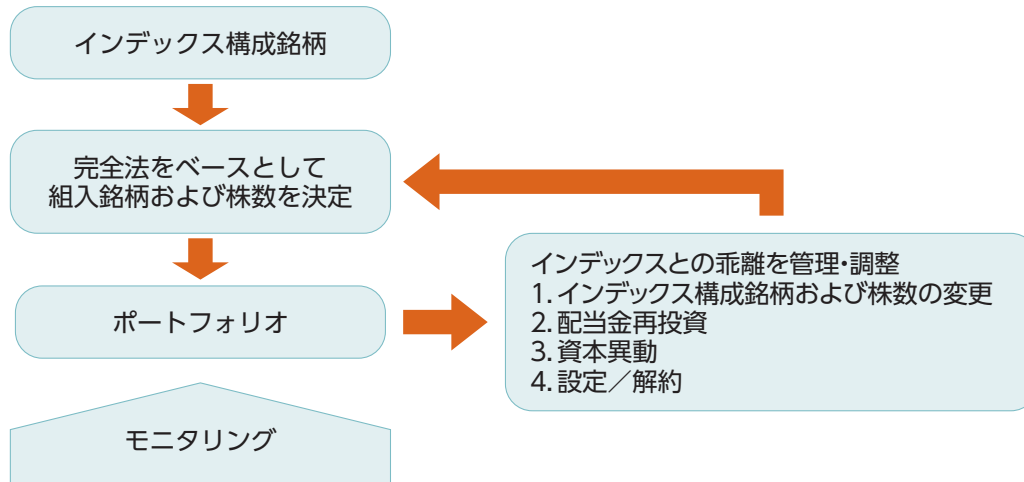 インデックス構成銘柄
完全法をベースとして
組入銘柄および株数を決定
ポートフォリオ
インデックスとの乖離を管理・調整
1. インデックス構成銘柄および株数の変更
2. 配当金再投資
3. 資本異動
4. 設定／解約
モニタリング